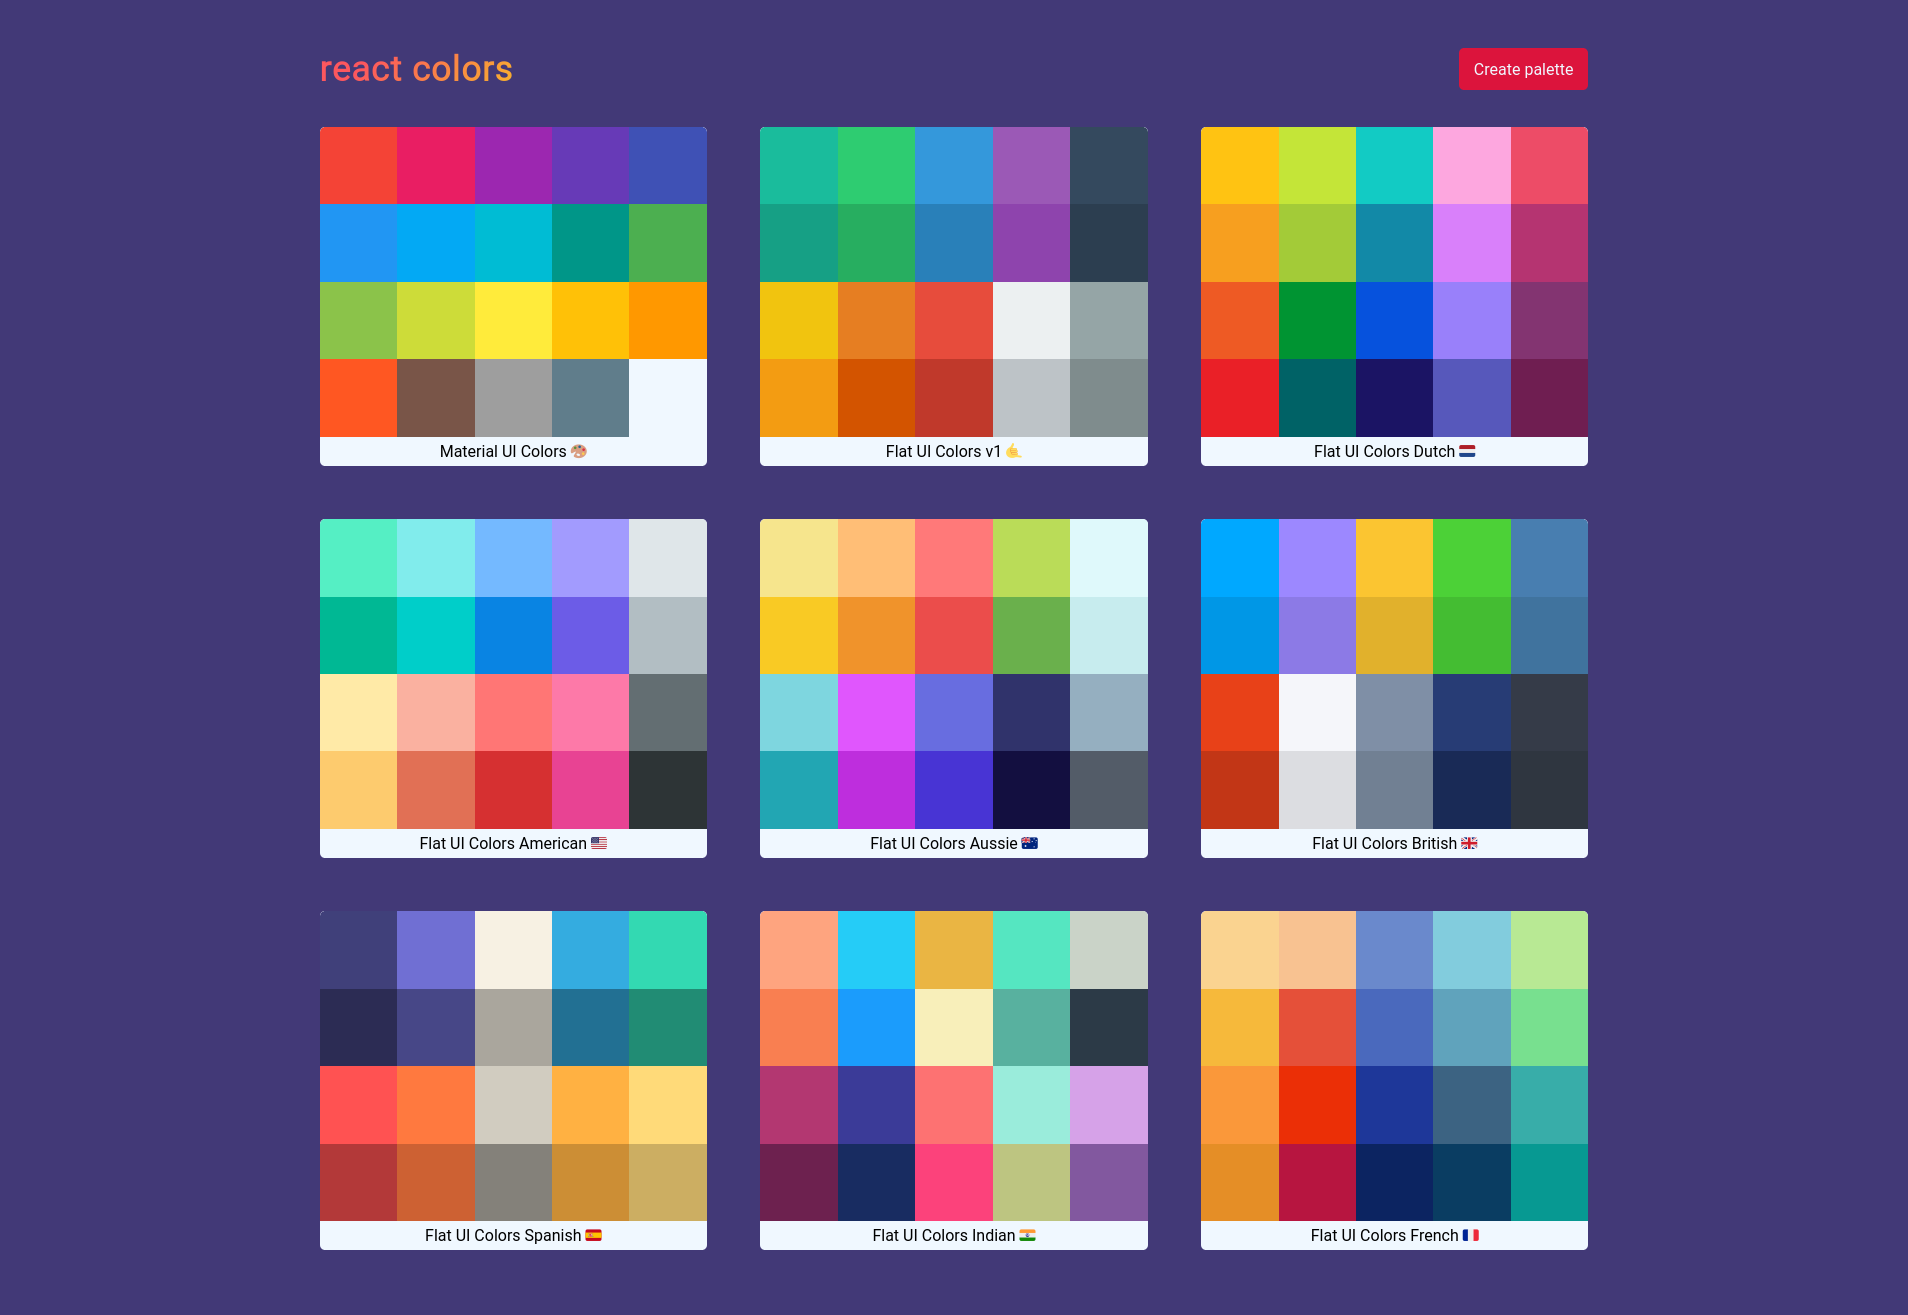 react colors
Create palette
Material UI Colors 🎨
Flat UI Colors v1 🤙
Flat UI Colors Dutch 🇳🇱
Flat UI Colors American 🇺🇸
Flat UI Colors Aussie 🇦🇺
Flat UI Colors British 🇬🇧
Flat UI Colors Spanish 🇪🇸
Flat UI Colors Indian 🇮🇳
Flat UI Colors French 🇫🇷